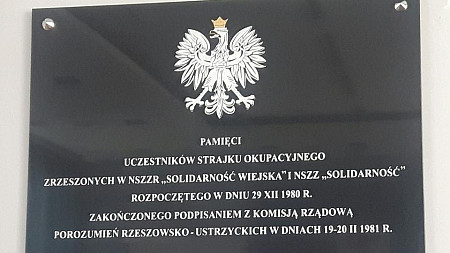 PAMIĘCI
UCZESTNIKÓW STRAJKU OKUPACYJNEGO
ZRZESZONYCH W NSZZR „SOLIDARNOŚĆ WIEJSKA” I NSZZ „SOLIDARNOŚĆ”
ROZPOCZĘTEGO W DNIU 29 XII 1980 R.
ZAKOŃCZONEGO PODPISANIEM Z KOMISJĄ RZĄDOWĄ
POROZUMIEŃ RZESZOWSKO - USTRZYCKICH W DNIACH 19-20 II 1981 R.